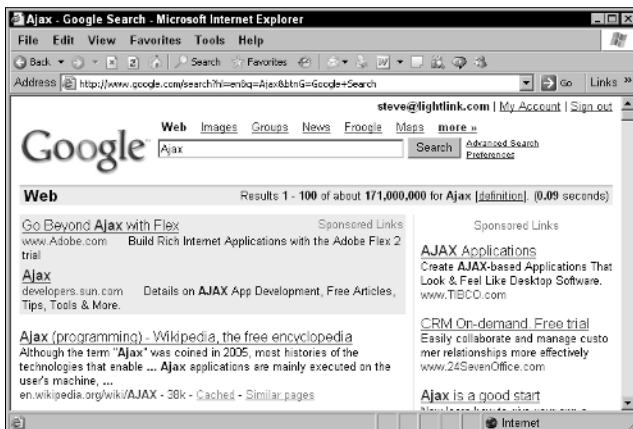 Ajax - Google Search - Microsoft Internet Explorer
File Edit View Favorites Tools Help
Back Search Favorites
Address http://www.google.com/search?hl=en&q=Ajax&btnG=Google+Search Go Links »
steve@lightlink.com | My Account | Sign out
Web Images Groups News Froogle Maps more »
Google Ajax Search Advanced Search
Preferences
Web Results 1 - 100 of about 171,000,000 for Ajax [definition]. (0.09 seconds)
Go Beyond Ajax with Flex Sponsored Links
www.Adobe.com Build Rich Internet Applications with the Adobe Flex 2
trial
Ajax
developers.sun.com Details on AJAX App Development, Free Articles,
Tips, Tools & More.
Ajax (programming) - Wikipedia, the free encyclopedia
Although the term "Ajax" was coined in 2005, most histories of the
technologies that enable ... Ajax applications are mainly executed on the
user's machine, ...
en.wikipedia.org/wiki/AJAX - 38k - Cached - Similar pages
Sponsored Links
AJAX Applications
Create AJAX-based Applications That
Look & Feel Like Desktop Software.
www.TIBCO.com
CRM On-demand. Free trial
Easily collaborate and manage custo
mer relationships more effectively
www.24SevenOffice.com
Ajax is a good start
Internet